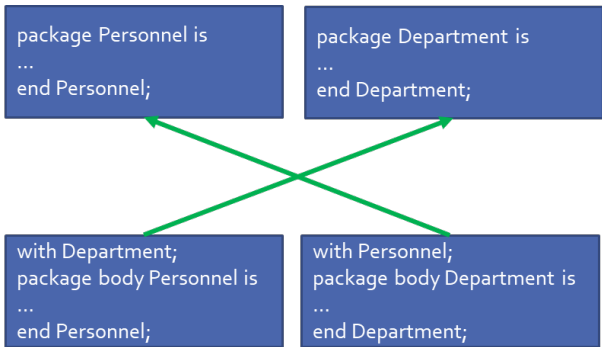 package Personnel is
...
end Personnel;
package Department is
...
end Department;
with Department;
package body Personnel is
...
end Personnel;
with Personnel;
package body Department is
...
end Department;